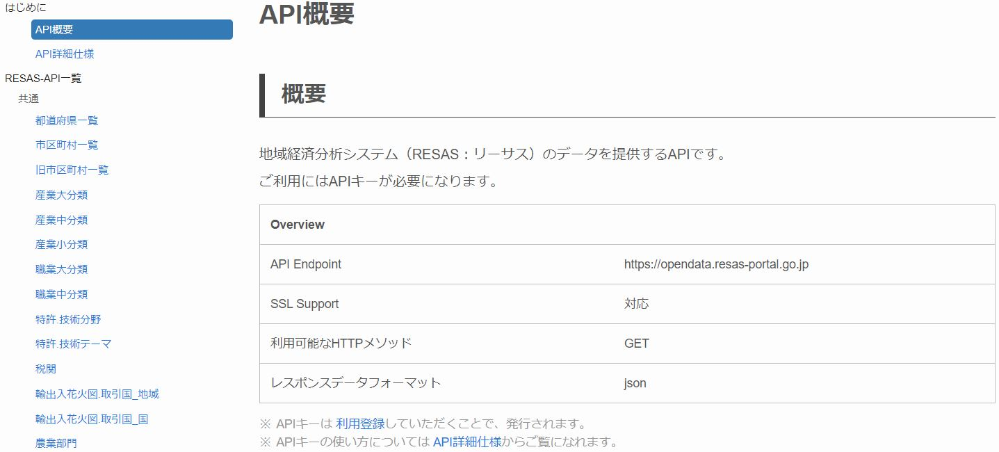 はじめに
API概要
API詳細仕様
RESAS-API一覧
共通
都道府県一覧
市区町村一覧
旧市区町村一覧
産業大分類
産業中分類
産業小分類
職業大分類
職業中分類
特許.技術分野
特許.技術テーマ
税関
輸出入花火図.取引国_地域
輸出入花火図.取引国_国
農業部門
API概要
概要
地域経済分析システム（RESAS：リーサス）のデータを提供するAPIです。
ご利用にはAPIキーが必要になります。
Overview
API Endpoint https://opendata.resas-portal.go.jp
SSL Support 対応
利用可能なHTTPメソッド GET
レスポンスデータフォーマット json
※ APIキーは 利用登録していただくことで、発行されます。
※ APIキーの使い方については API詳細仕様からご覧になれます。